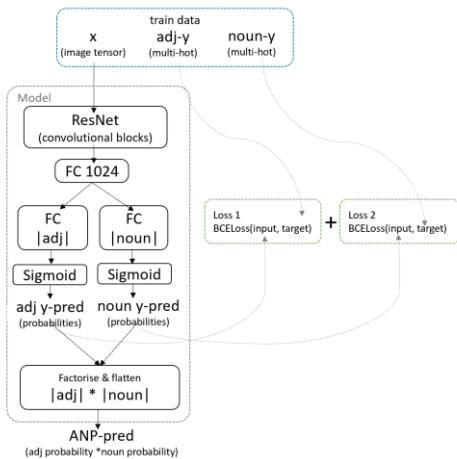 train data
x adj-y noun-y
(image tensor) (multi-hot) (multi-hot)
Model
ResNet
(convolutional blocks)
FC 1024
FC FC
|adj| |noun|
Loss 1 Loss 2
BCELoss(input, target) + BCELoss(input, target)
Sigmoid Sigmoid
adj y-pred noun y-pred
(probabilities) (probabilities)
Factorise & flatten
|adj| * |noun|
ANP-pred
(adj probability *noun probability)